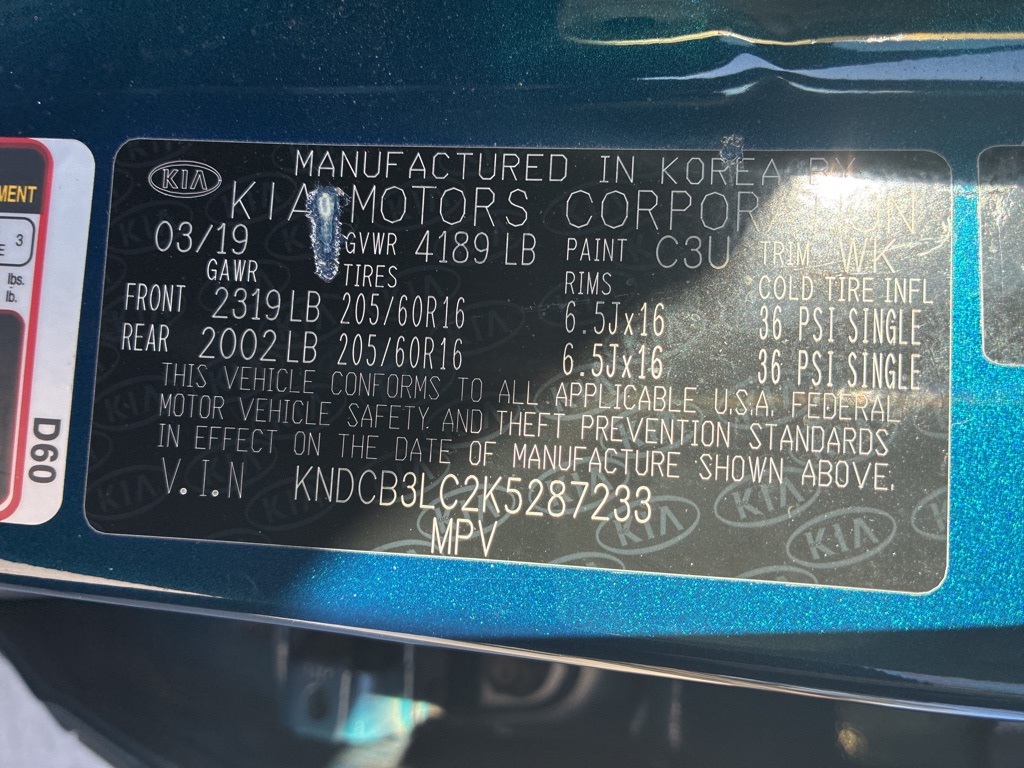 KIA
MANUFACTURED IN KOREA BY
KIA MOTORS CORPORATION
03/19 GVWR 4189 LB PAINT C3U TRIM WK
GAWR TIRES RIMS COLD TIRE INFL
FRONT 2319 LB 205/60R16 6.5Jx16 36 PSI SINGLE
REAR 2002 LB 205/60R16 6.5Jx16 36 PSI SINGLE
THIS VEHICLE CONFORMS TO ALL APPLICABLE U.S.A. FEDERAL
MOTOR VEHICLE SAFETY AND THEFT PREVENTION STANDARDS
IN EFFECT ON THE DATE OF MANUFACTURE SHOWN ABOVE.
V.I.N KNDCB3LC2K5287233
MPV
3
lbs.
lb.
D60